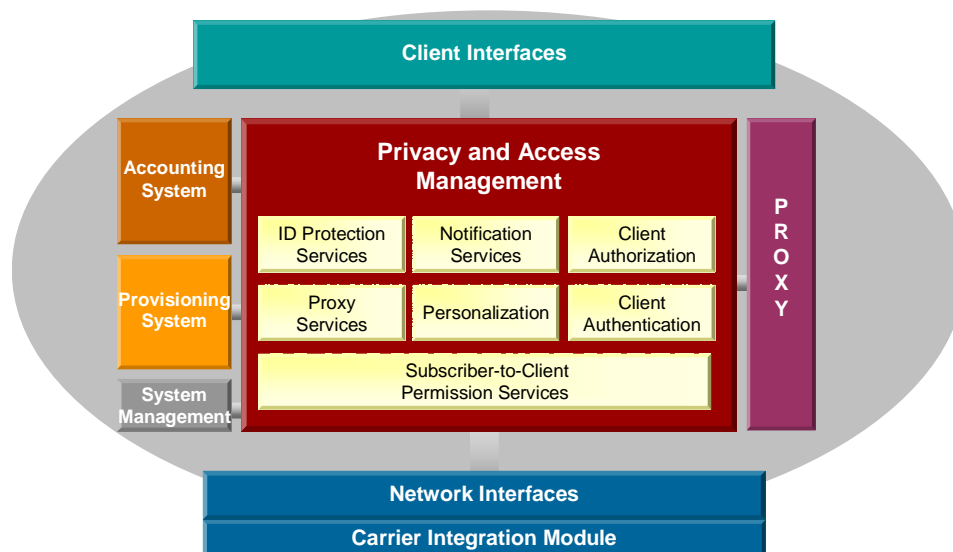 Client Interfaces
Accounting
System
Provisioning
System
System
Management
Privacy and Access
Management
ID Protection
Services
Notification
Services
Client
Authorization
Proxy
Services
Personalization
Client
Authentication
Subscriber-to-Client
Permission Services
P
R
O
X
Y
Network Interfaces
Carrier Integration Module